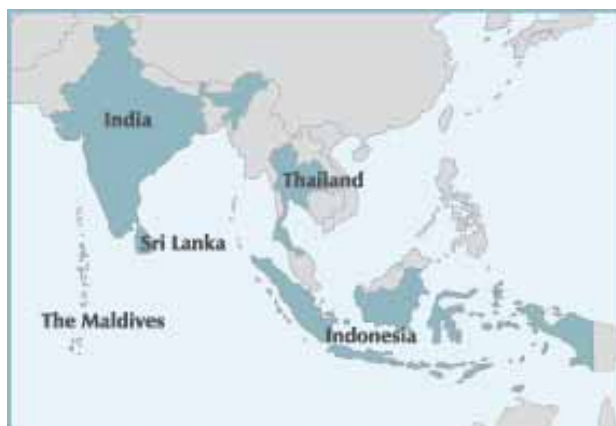 India
Thailand
Sri Lanka
The Maldives
Indonesia